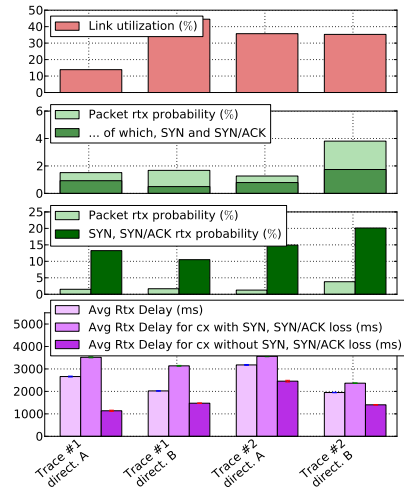 50
40
30
20
10
0
Link utilization (%)
6
4
2
0
Packet rtx probability (%)
... of which, SYN and SYN/ACK
25
20
15
10
5
0
Packet rtx probability (%)
SYN, SYN/ACK rtx probability (%)
5000
4000
3000
2000
1000
0
Avg Rtx Delay (ms)
Avg Rtx Delay for cx with SYN, SYN/ACK loss (ms)
Avg Rtx Delay for cx without SYN, SYN/ACK loss (ms)
Trace #1
direct. A
Trace #1
direct. B
Trace #2
direct. A
Trace #2
direct. B